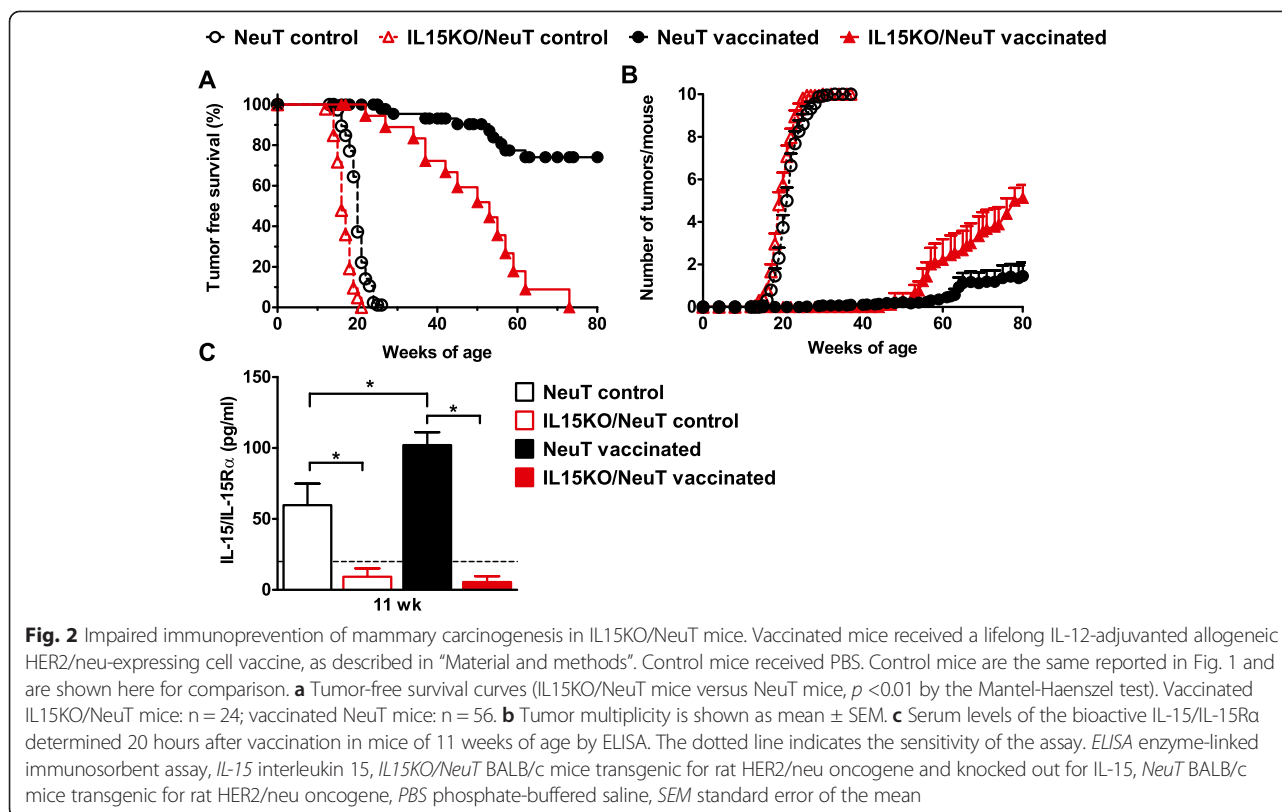 NeuT control IL15KO/NeuT control NeuT vaccinated IL15KO/NeuT vaccinated
A
Tumor free survival (%)
100
80
60
40
20
0
0 20 40 60 80
Weeks of age
B
Number of tumors/mouse
10
8
6
4
2
0
0 20 40 60 80
Weeks of age
C
IL-15/IL-15Rα (pg/ml)
150
100
50
0
* * *
11 wk
NeuT control
IL15KO/NeuT control
NeuT vaccinated
IL15KO/NeuT vaccinated
Fig. 2 Impaired immunoprevention of mammary carcinogenesis in IL15KO/NeuT mice. Vaccinated mice received a lifelong IL-12-adjuvanted allogeneic
HER2/neu-expressing cell vaccine, as described in “Material and methods”. Control mice received PBS. Control mice are the same reported in Fig. 1 and
are shown here for comparison. a Tumor-free survival curves (IL15KO/NeuT mice versus NeuT mice, p <0.01 by the Mantel-Haenszel test). Vaccinated
IL15KO/NeuT mice: n = 24; vaccinated NeuT mice: n = 56. b Tumor multiplicity is shown as mean ± SEM. c Serum levels of the bioactive IL-15/IL-15Rα
determined 20 hours after vaccination in mice of 11 weeks of age by ELISA. The dotted line indicates the sensitivity of the assay. ELISA enzyme-linked
immunosorbent assay, IL-15 interleukin 15, IL15KO/NeuT BALB/c mice transgenic for rat HER2/neu oncogene and knocked out for IL-15, NeuT BALB/c
mice transgenic for rat HER2/neu oncogene, PBS phosphate-buffered saline, SEM standard error of the mean